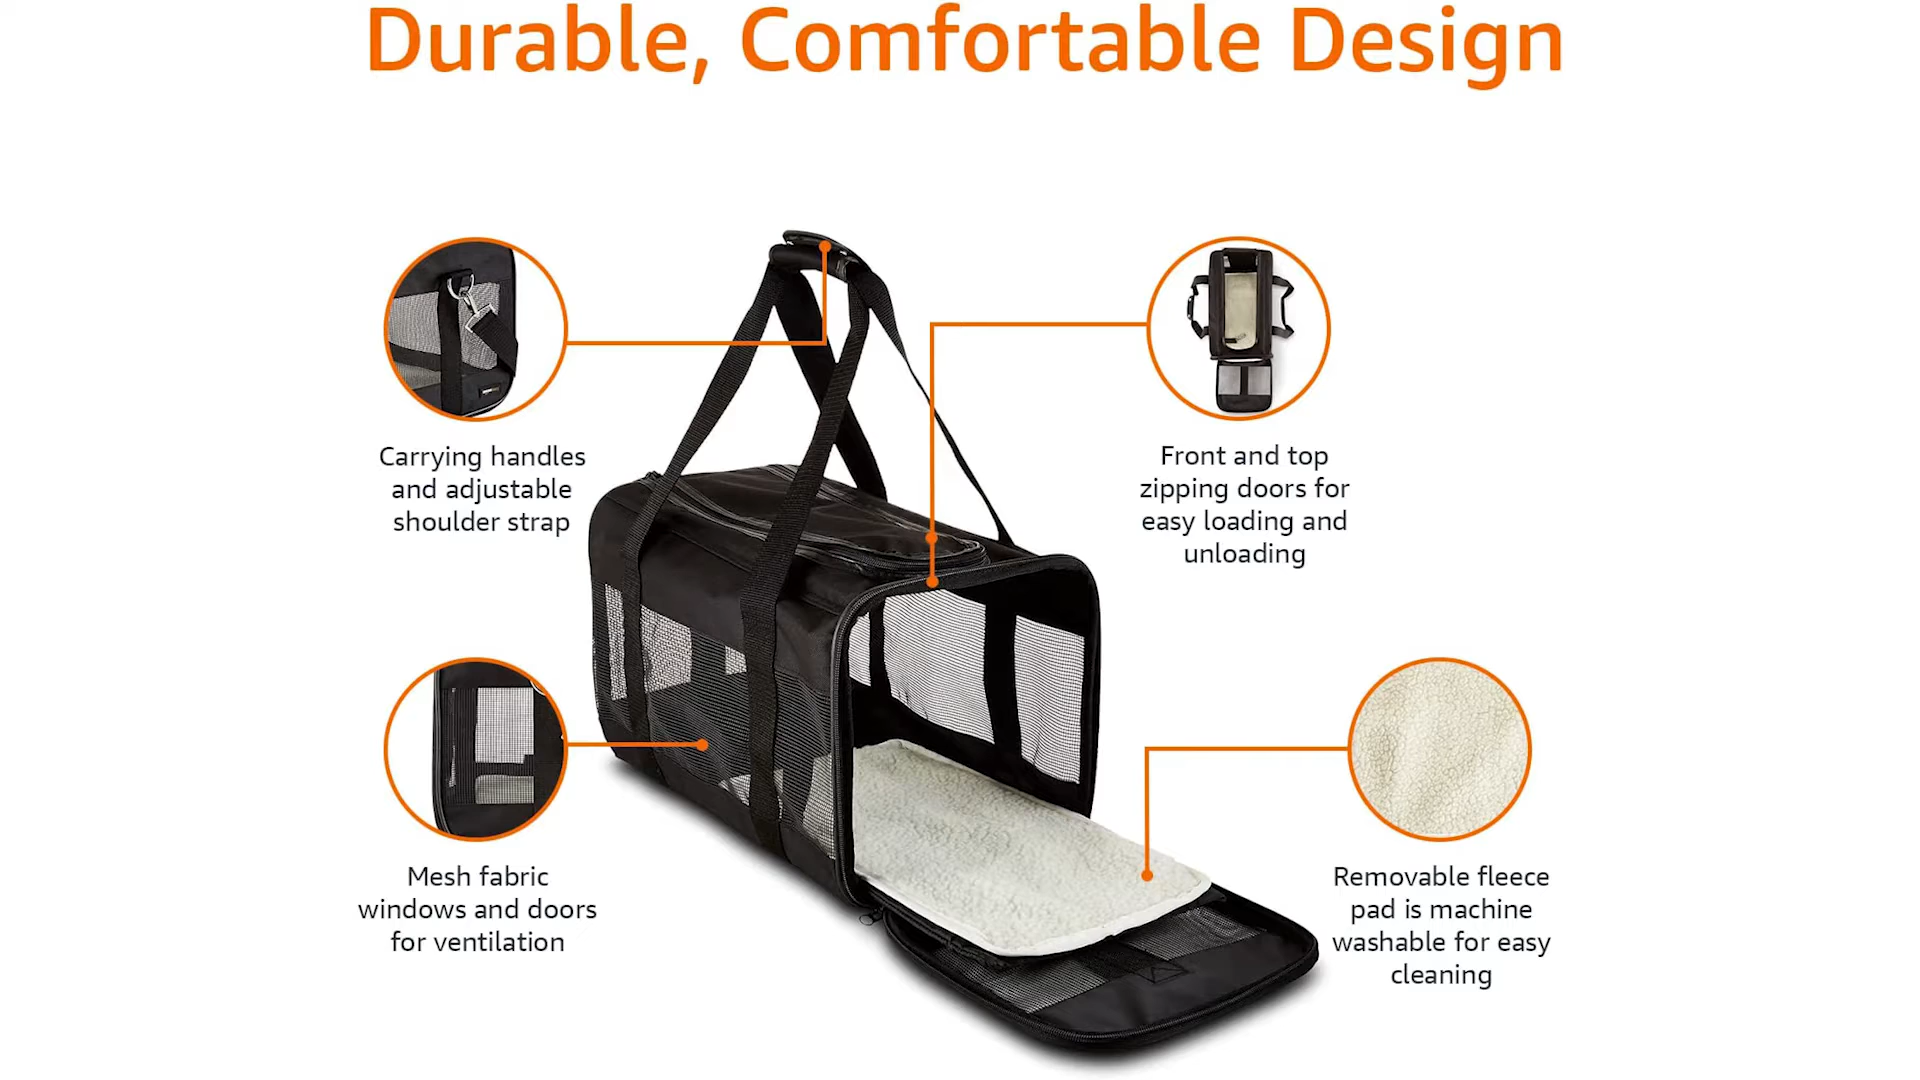 Durable, Comfortable Design
Carrying handles
and adjustable
shoulder strap
Front and top
zipping doors for
easy loading and
unloading
Mesh fabric
windows and doors
for ventilation
Removable fleece
pad is machine
washable for easy
cleaning